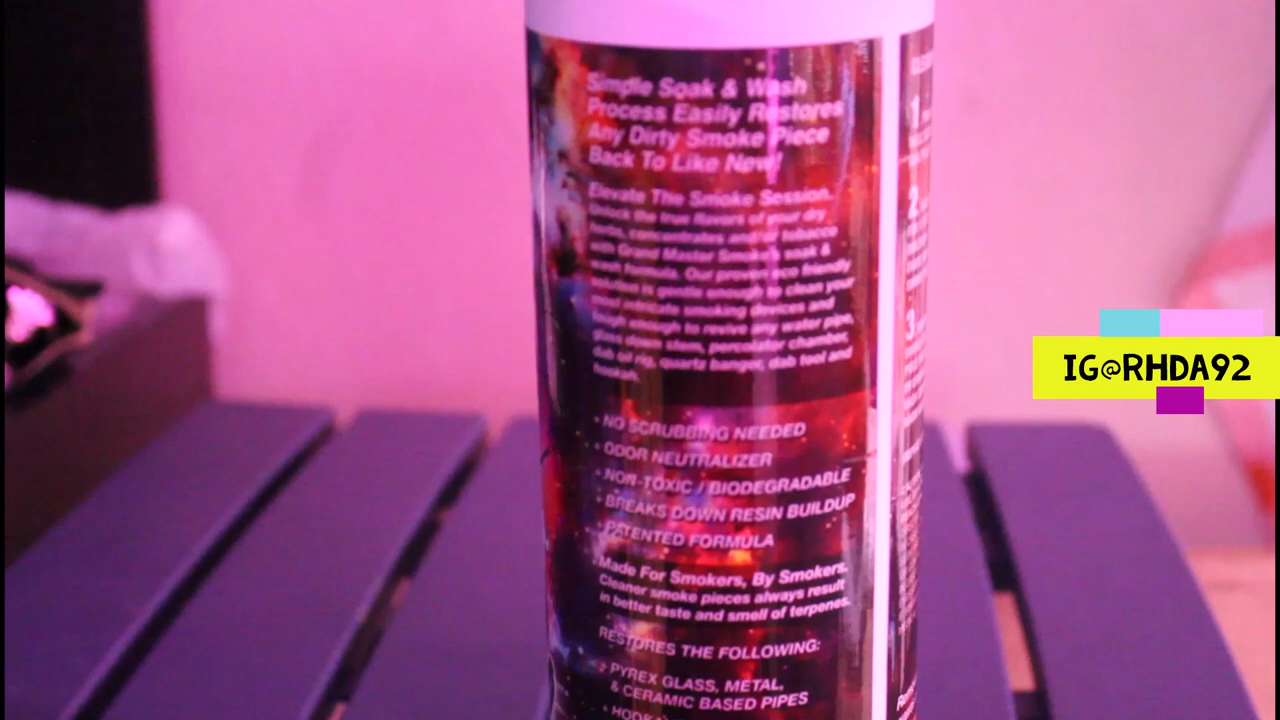 Simple Soak & Wash
Process Easily Restores
Any Dirty Smoke Piece
Back To Like New!
Elevate The Smoke Session.
Unlock the true flavors of your dry
herbs, concentrates and oil tobacco
with Grand Master Smoke's soak &
wash formula. Our proven eco friendly
solution is gentle enough to clean your
most intricate smoking devices and
tough enough to revive any water pipe,
down stem, percolator chamber,
dab oil rig, quartz banger, dab tool and
hookah.
• NO SCRUBBING NEEDED
• ODOR NEUTRALIZER
• NON-TOXIC / BIODEGRADABLE
• BREAKS DOWN RESIN BUILDUP
• PATENTED FORMULA
Made For Smokers, By Smokers.
Cleaner smoke pieces always result
in better taste and smell of terpenes.
RESTORES THE FOLLOWING:
• PYREX GLASS, METAL,
& CERAMIC BASED PIPES
1
2
3
IG@RHDA92